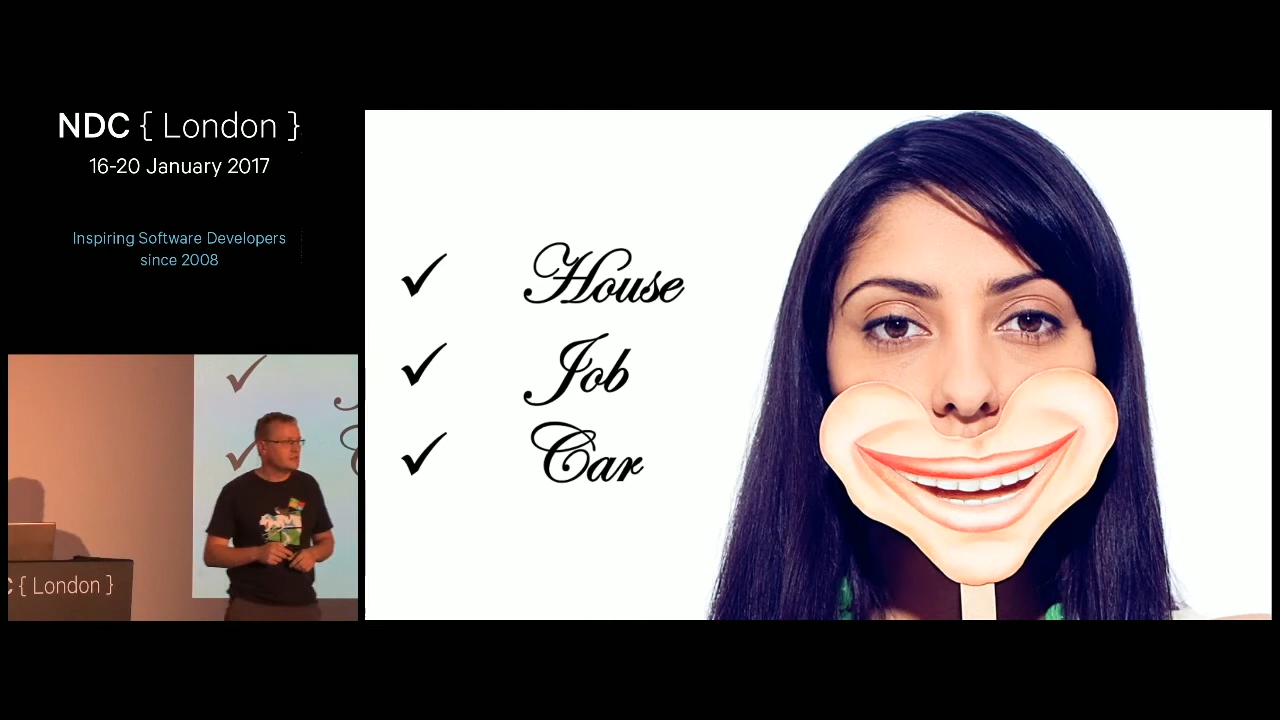 NDC { London }
16-20 January 2017
Inspiring Software Developers
since 2008
✓ House
✓ Job
✓ Car
C { London }